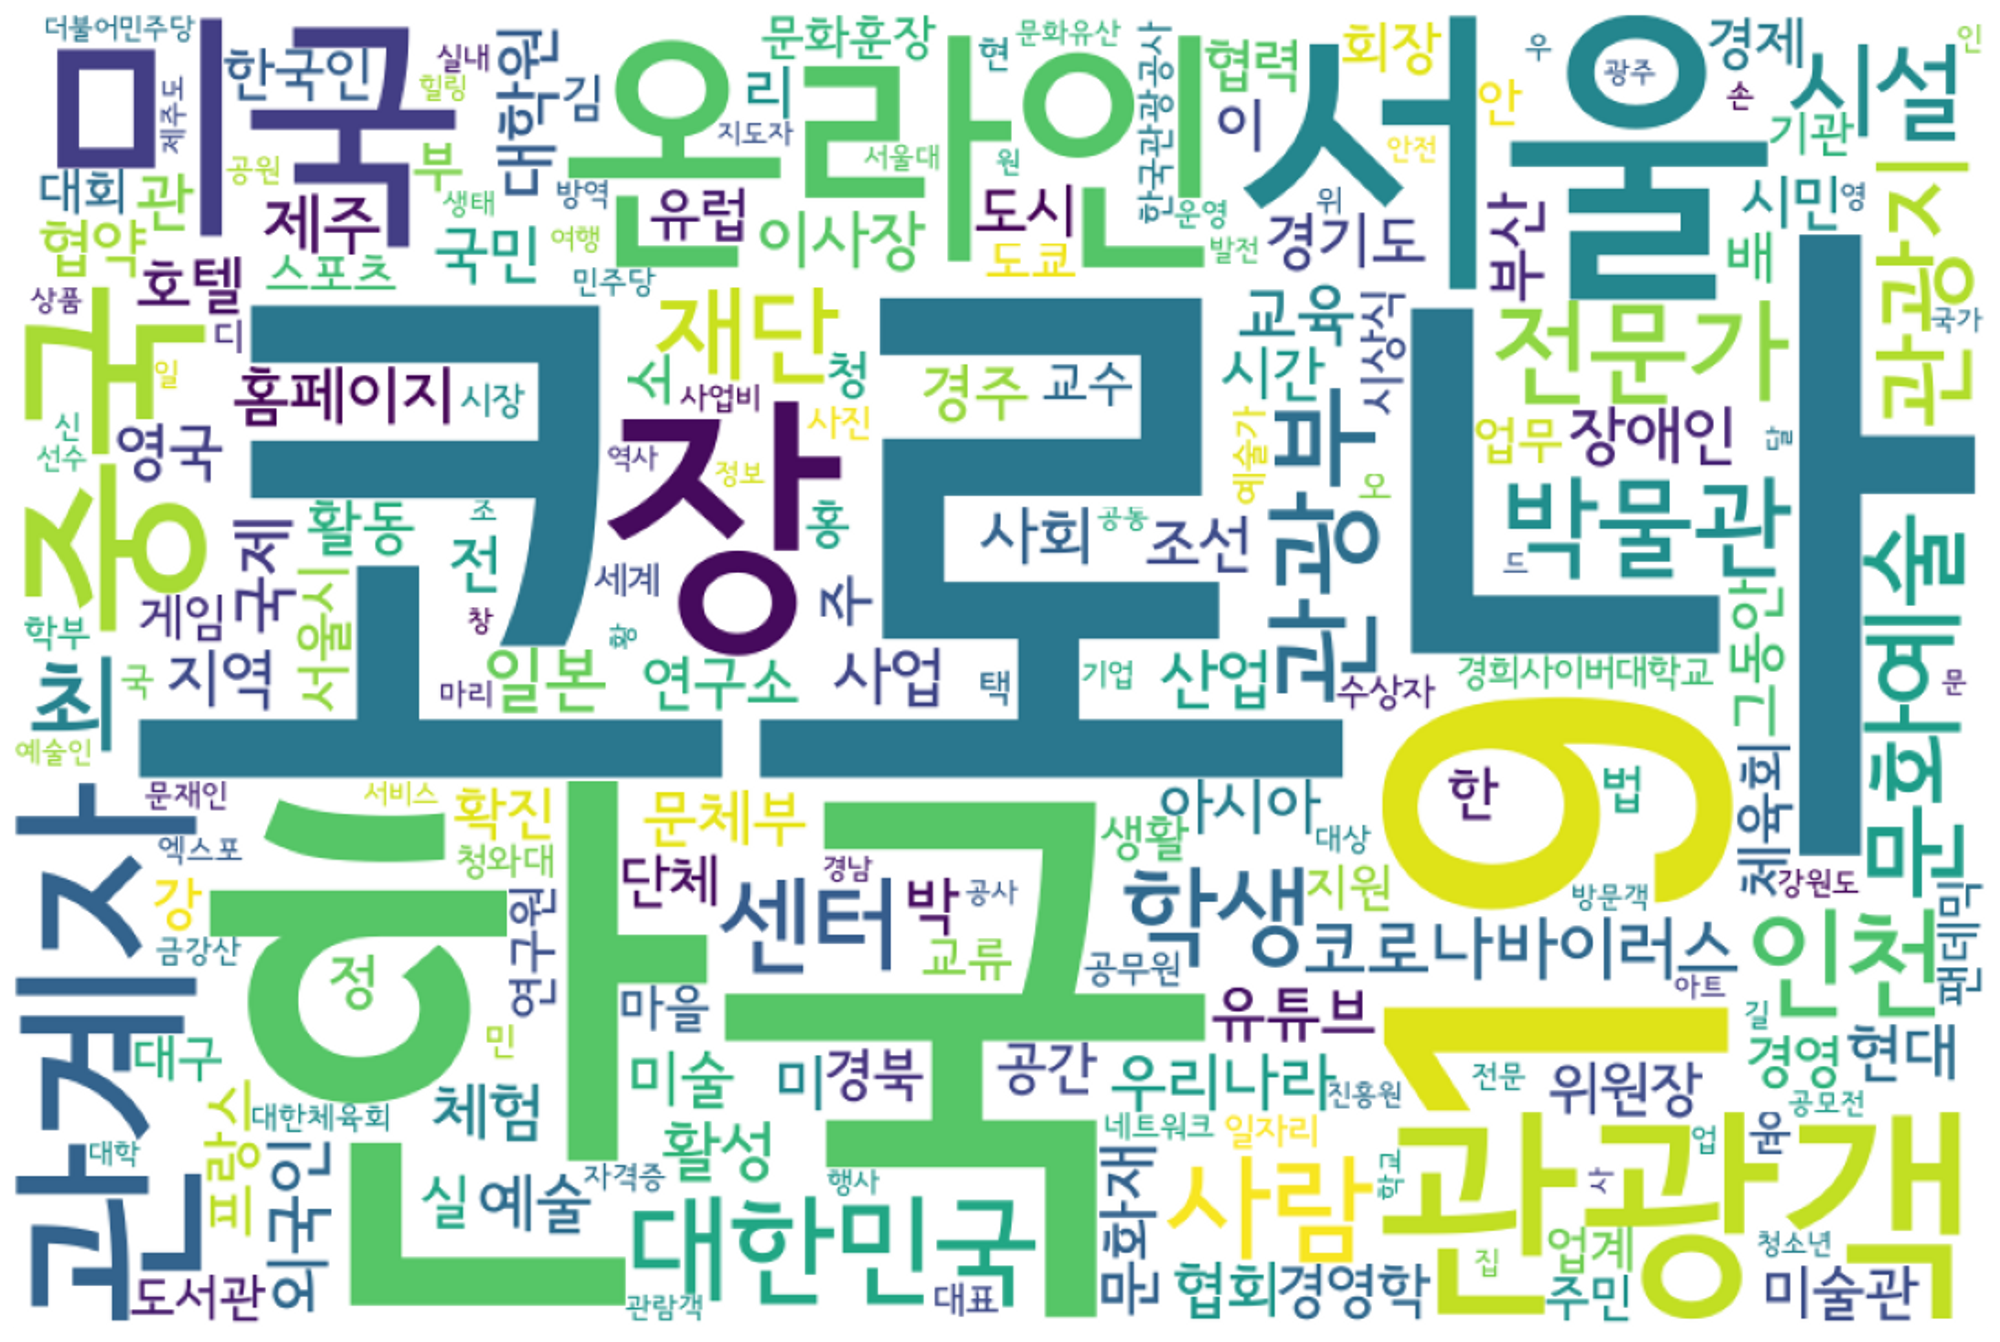 더불어민주당
미국
제주도
한국인
실내
힐링
대학원
김
온라인
문화훈장
리
현
문화유산
한국관광공사
협력
이
서울
회장
안
안전
우
광주
경제
손
시설
인
기관
대회
관
공원
부
생태
방역
지도자
서울대
원
운영
위
시민
영
관광지
협약
제주
국민
여행
유럽
이사장
도시
도쿄
발전
경기도
부산
배
호텔
스포츠
민주당
상품
디
중국
일
코로나
재단
소
청
경주
교수
교육
시간
시상식
전문가
국가
홈페이지
시장
사업비
사진
장
예술가
관광부
업무
장애인
달
신
선수
영국
역사
정보
오
박물관
드
활동
조
전
홍
사회
공동
조선
국제
게임
세계
주
창
황
서울시
학부
문화예술
그동안
최
국
지역
마리
일본
연구소
사업
택
기업
산업
수상자
경희사이버대학교
문
예술인
문재인
서비스
확진
문체부
아시아
19
한
법
체육회
관계자
엑스포
청와대
한국
단체
경남
생활
대상
강
금강산
연구원
센터
박
공사
학생
지원
방문객
강원도
정
교류
공무원
코로나바이러스
인천
팬데믹
민
마을
유튜브
아트
길
대구
미술
미
경북
공간
우리나라
진흥원
전문
위원장
경영
현대
공모전
대학
프랑스
대한체육회
체험
활성
네트워크
일자리
관광객
업
윤
외국인
실
예술
자격증
행사
문화재
사람
학교
사
청소년
도서관
관람객
대한민국
대표
협회
경영학
집
업계
주민
미술관